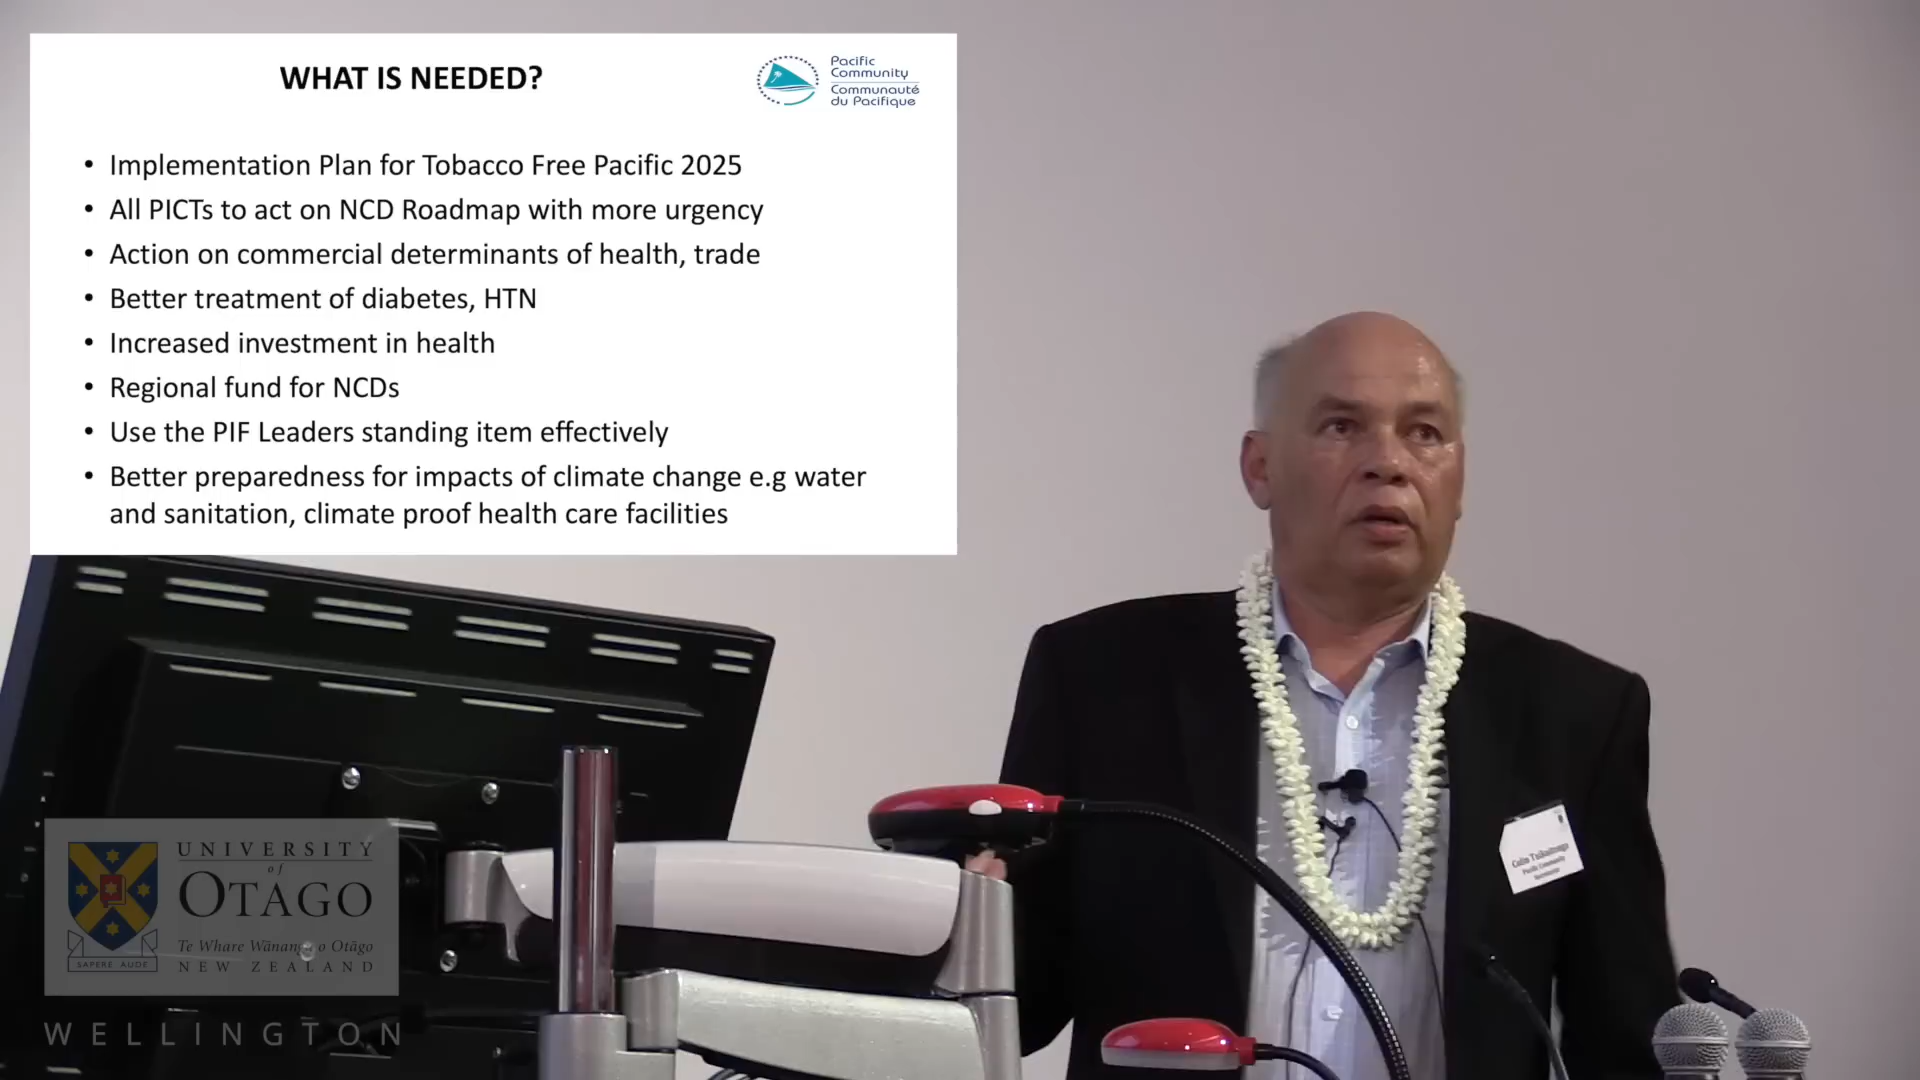 WHAT IS NEEDED?
Pacific
Community
Communauté
du Pacifique
• Implementation Plan for Tobacco Free Pacific 2025
• All PICTs to act on NCD Roadmap with more urgency
• Action on commercial determinants of health, trade
• Better treatment of diabetes, HTN
• Increased investment in health
• Regional fund for NCDs
• Use the PIF Leaders standing item effectively
• Better preparedness for impacts of climate change e.g water
and sanitation, climate proof health care facilities
UNIVERSITY
of
OTAGO
Te Whare Wānanga o Otāgo
NEW ZEALAND
SAPERE AUDE
WELLINGTON
Colin Tukuitonga
Pacific Community